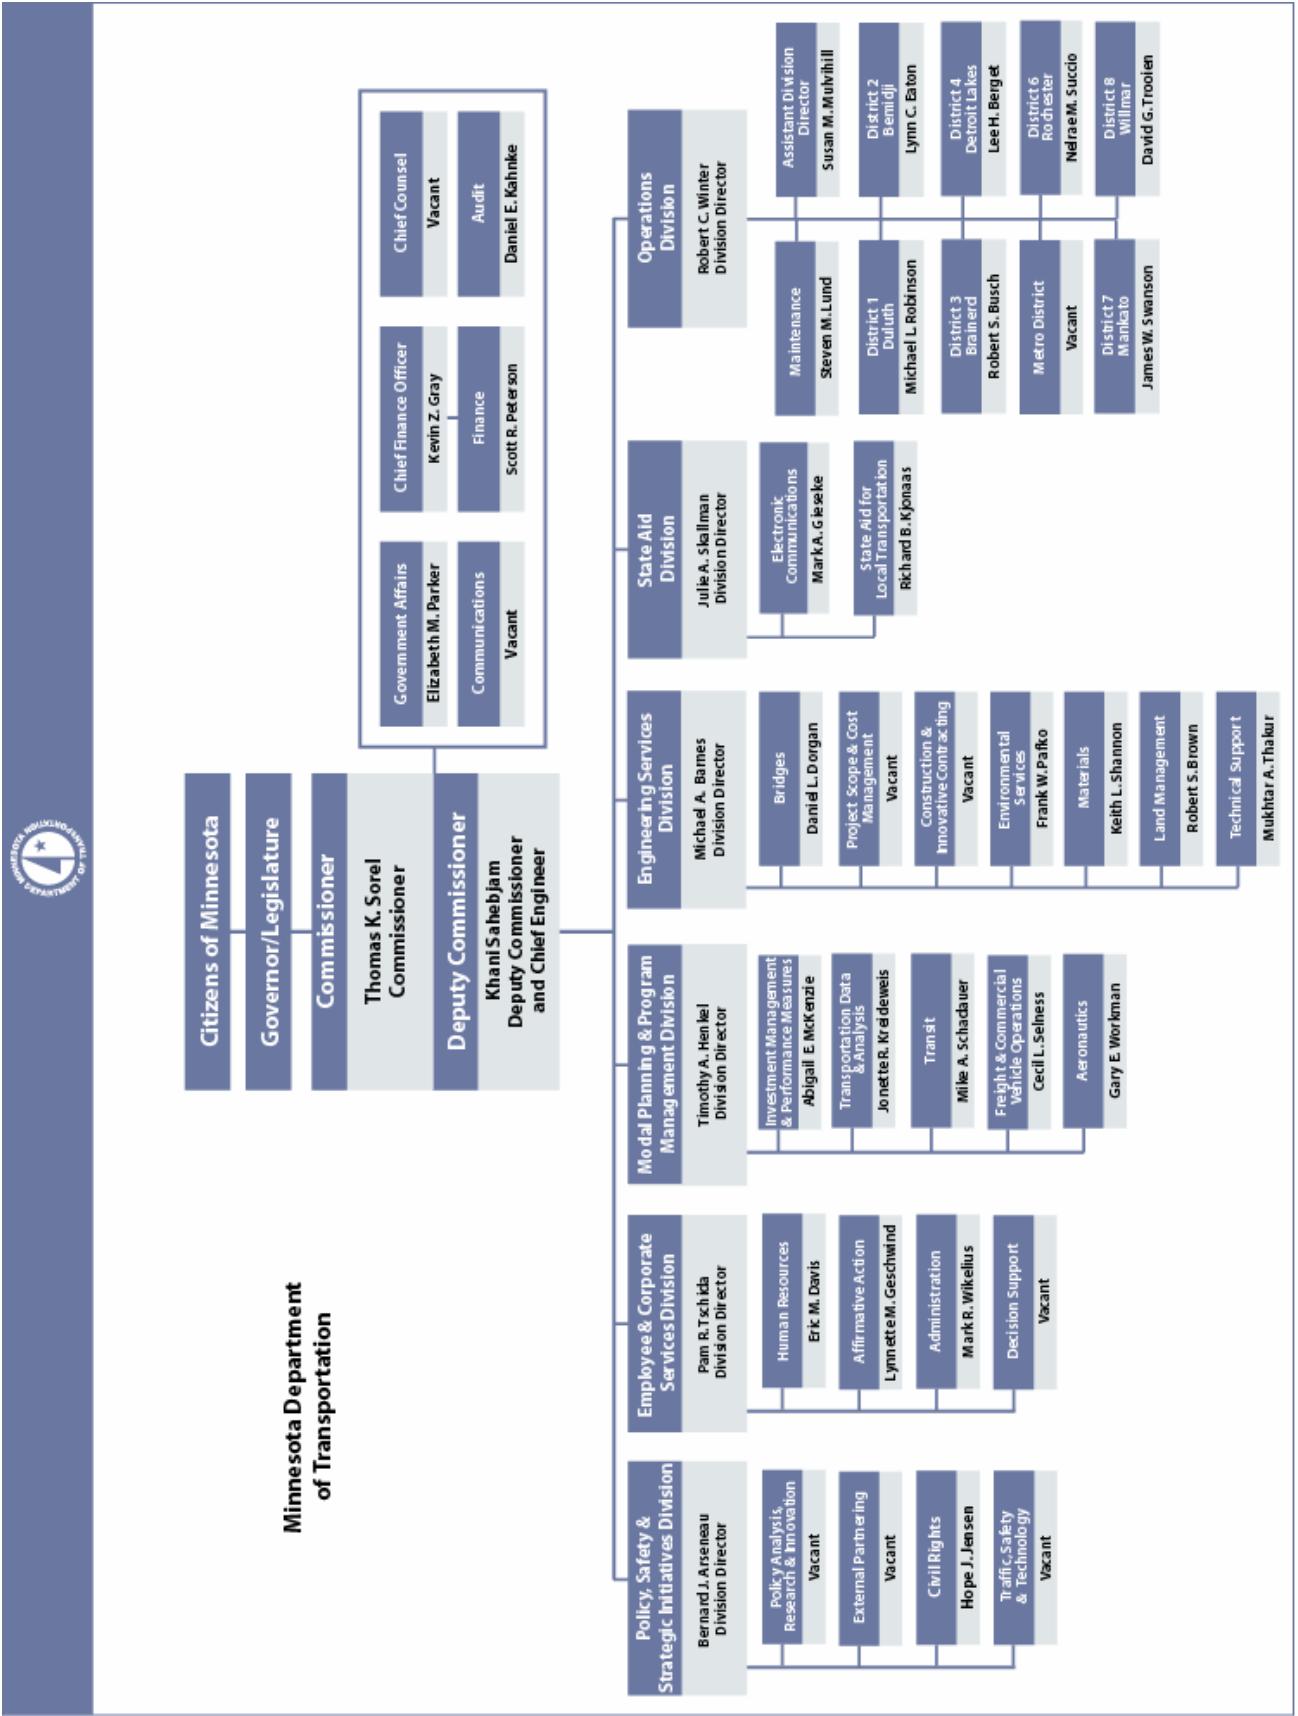 MINNESOTA DEPARTMENT OF TRANSPORTATION
Minnesota Department
of Transportation
Citizens of Minnesota
Governor/Legislature
Commissioner
Thomas K. Sorel
Commissioner
Deputy Commissioner
Khani Sahebjam
Deputy Commissioner
and Chief Engineer
Government Affairs
Elizabeth M. Parker
Chief Finance Officer
Kevin Z. Gray
Chief Counsel
Vacant
Communications
Vacant
Finance
Scott R. Peterson
Audit
Daniel E. Kahnke
Policy, Safety &
Strategic Initiatives Division
Bernard J. Arseneau
Division Director
Policy Analysis,
Research & Innovation
Vacant
External Partnering
Vacant
Civil Rights
Hope J. Jensen
Traffic, Safety
& Technology
Vacant
Employee & Corporate
Services Division
Pam R. Tschida
Division Director
Human Resources
Eric M. Davis
Affirmative Action
Lynnette M. Geschwind
Administration
Mark R. Wikelius
Decision Support
Vacant
Modal Planning & Program
Management Division
Timothy A. Henkel
Division Director
Investment Management
& Performance Measures
Abigail E. McKenzie
Transportation Data
& Analysis
Jonette R. Kreideweis
Transit
Mike A. Schadauer
Freight & Commercial
Vehicle Operations
Cecil L. Selness
Aeronautics
Gary E. Workman
Engineering Services
Division
Michael A. Barnes
Division Director
Bridges
Daniel L. Dorgan
Project Scope & Cost
Management
Vacant
Construction &
Innovative Contracting
Vacant
Environmental
Services
Frank W. Pafko
Materials
Keith L. Shannon
Land Management
Robert S. Brown
Technical Support
Mukhtar A. Thakur
State Aid
Division
Julie A. Skallman
Division Director
Electronic
Communications
Mark A. Gieseke
State Aid for
Local Transportation
Richard B. Kjonaas
Operations
Division
Robert C. Winter
Division Director
Maintenance
Steven M. Lund
Assistant Division
Director
Susan M. Mulvihill
District 1
Duluth
Michael L. Robinson
District 2
Bemidji
Lynn C. Eaton
District 3
Brainerd
Robert S. Busch
District 4
Detroit Lakes
Lee H. Berget
Metro District
Vacant
District 6
Rochester
Nelrae M. Succio
District 7
Mankato
James W. Swanson
District 8
Willmar
David G. Trooien